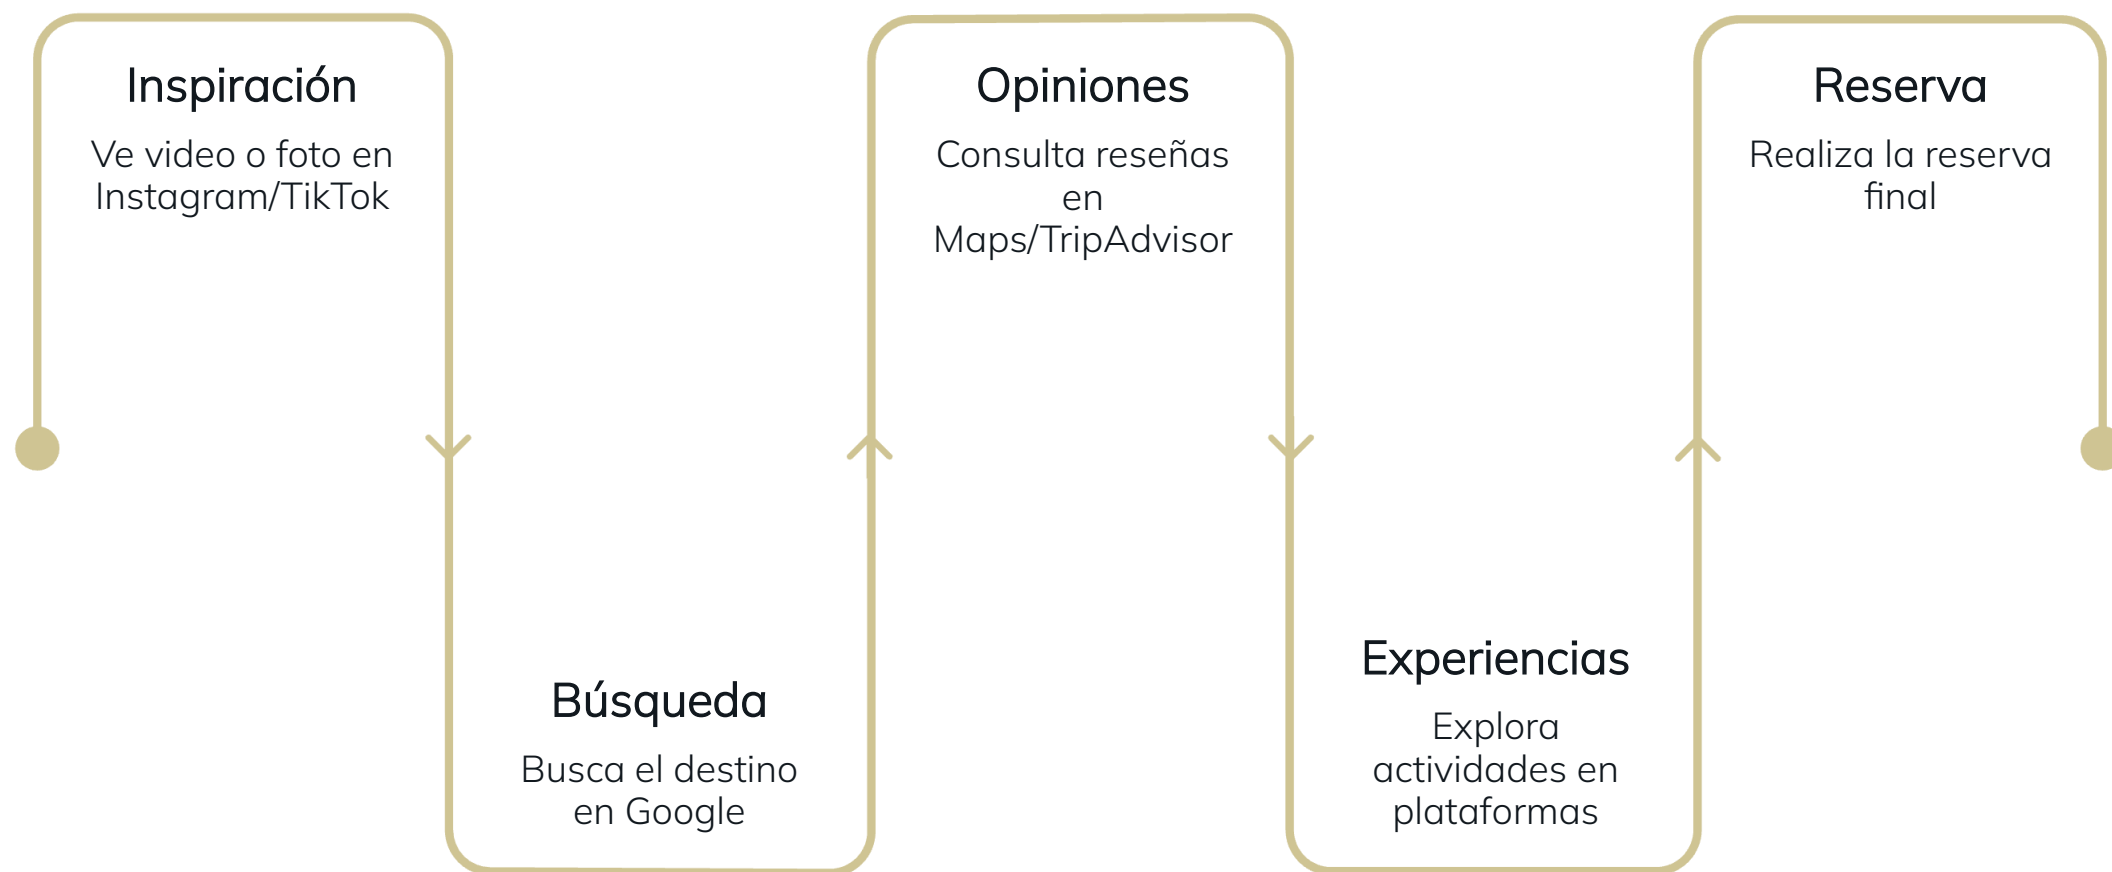 Inspiración
Ve video o foto en
Instagram/TikTok
Búsqueda
Busca el destino
en Google
Opiniones
Consulta reseñas
en
Maps/TripAdvisor
Experiencias
Explora
actividades en
plataformas
Reserva
Realiza la reserva
final